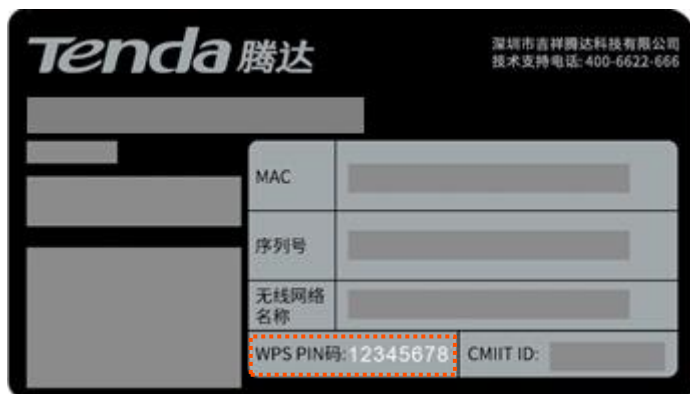 Tenda 腾达
深圳市吉祥腾达科技有限公司
技术支持电话: 400-6622-666
MAC
序列号
无线网络
名称
WPS PIN码:12345678
CMIIT ID: